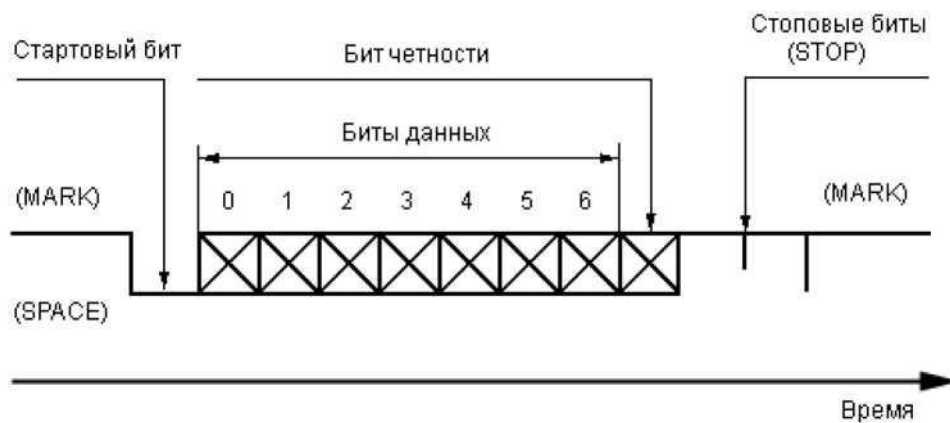 Стартовый бит
Бит четности
Стоповые биты
(STOP)
Биты данных
(MARK)
0 1 2 3 4 5 6
(MARK)
(SPACE)
Время